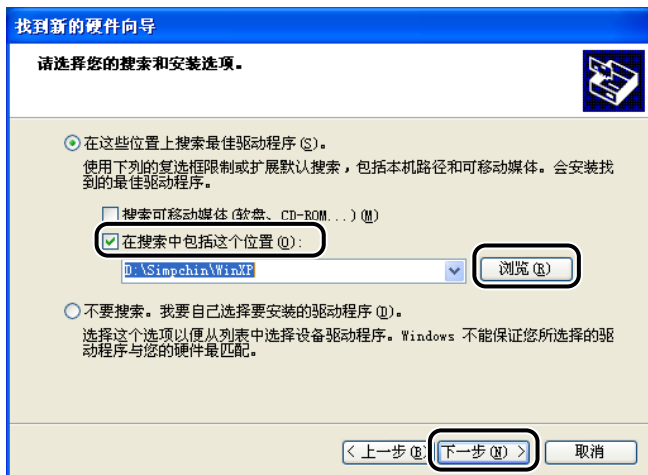 找到新的硬件向导
请选择您的搜索和安装选项。
在这些位置上搜索最佳驱动程序(S)。
使用下列的复选框限制或扩展默认搜索，包括本机路径和可移动媒体。会安装找
到的最佳驱动程序。
搜索可移动媒体(软盘、CD-ROM...)(M)
在搜索中包括这个位置(O):
D:\Simpchin\WinXP
浏览(R)
不要搜索。我要自己选择要安装的驱动程序(D)。
选择这个选项以便从列表中选择设备驱动程序。Windows 不能保证您所选择的驱
动程序与您的硬件最匹配。
< 上一步(B) 下一步(N) > 取消